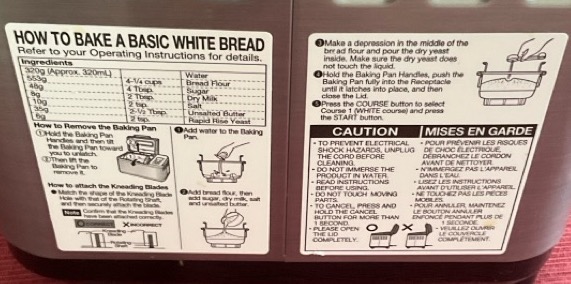 HOW TO BAKE A BASIC WHITE BREAD
Refer to your Operating Instructions for details.
Ingredients
320g (Approx. 320mL) Water
553g 4-1/4 cups Bread Flour
48g 4 Tbsp. Sugar
8g 2 Tbsp. Dry Milk
10g 2 tsp. Salt
35g 2-1/2 Tbsp. Unsalted Butter
6g 2 tsp. Rapid Rise Yeast
How to Remove the Baking Pan
①Hold the Baking Pan
Handles and then tilt
the Baking Pan toward
you to unlatch.
②Then lift the
Baking Pan to
remove it.
How to attach the Kneading Blades
● Match the shape of the Kneading Blade
Hole with that of the Rotating Shaft,
and then securely attach the blade.
Note Confirm that the Kneading Blades
have been attached correctly.
CORRECT XINCORRECT
Kneading
Blade
Rotating
Shaft
❶Add water to the Baking
Pan.
❷Add bread flour, then
add sugar, dry milk, salt
and unsalted butter.
❸Make a depression in the middle of the
bread flour and pour the dry yeast
inside. Make sure the dry yeast does
not touch the liquid.
❹Hold the Baking Pan Handles, push the
Baking Pan fully into the Receptacle
until it latches into place, and then
close the Lid.
❺Press the COURSE button to select
Course 1 (WHITE course) and press
the START button.
CAUTION
• TO PREVENT ELECTRICAL
SHOCK HAZARDS, UNPLUG
THE CORD BEFORE
CLEANING.
• DO NOT IMMERSE THE
PRODUCT IN WATER.
• READ INSTRUCTIONS
BEFORE USING.
• DO NOT TOUCH MOVING
PARTS.
• TO CANCEL, PRESS AND
HOLD THE CANCEL
BUTTON FOR MORE THAN
1 SECOND.
• PLEASE OPEN
THE LID
COMPLETELY.
MISES EN GARDE
• POUR PRÉVENIR LES RISQUES
DE CHOC ÉLECTRIQUE,
DÉBRANCHEZ LE CORDON
AVANT DE NETTOYER.
• N'IMMERGEZ PAS L'APPAREIL
DANS L'EAU.
• LISEZ LES INSTRUCTIONS
AVANT D'UTILISER L'APPAREIL.
• NE TOUCHEZ PAS LES PIÈCES
MOBILES.
• POUR ANNULER, MAINTENEZ
LE BOUTON ANNULER
ENFONCÉ PENDANT PLUS DE
1 SECONDE.
• VEUILLEZ OUVRIR
LE COUVERCLE
COMPLÈTEMENT.